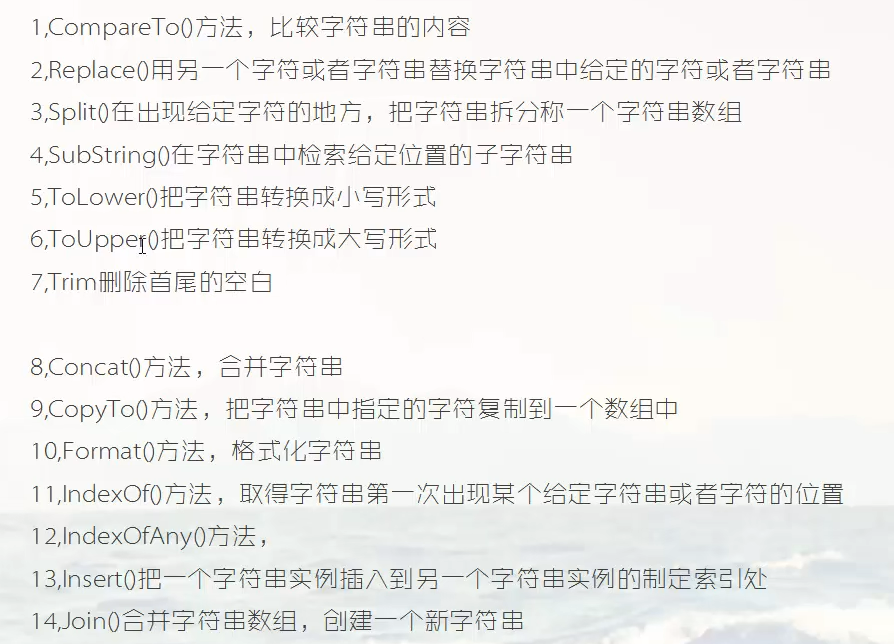 1,CompareTo()方法，比较字符串的内容
2,Replace()用另一个字符或者字符串替换字符串中给定的字符或者字符串
3,Split()在出现给定字符的地方，把字符串拆分称一个字符串数组
4,SubString()在字符串中检索给定位置的子字符串
5,ToLower()把字符串转换成小写形式
6,ToUpper()把字符串转换成大写形式
7,Trim删除首尾的空白
8,Concat()方法，合并字符串
9,CopyTo()方法，把字符串中指定的字符复制到一个数组中
10,Format()方法，格式化字符串
11,IndexOf()方法，取得字符串第一次出现某个给定字符串或者字符的位置
12,IndexOfAny()方法，
13,Insert()把一个字符串实例插入到另一个字符串实例的制定索引处
14,Join()合并字符串数组，创建一个新字符串